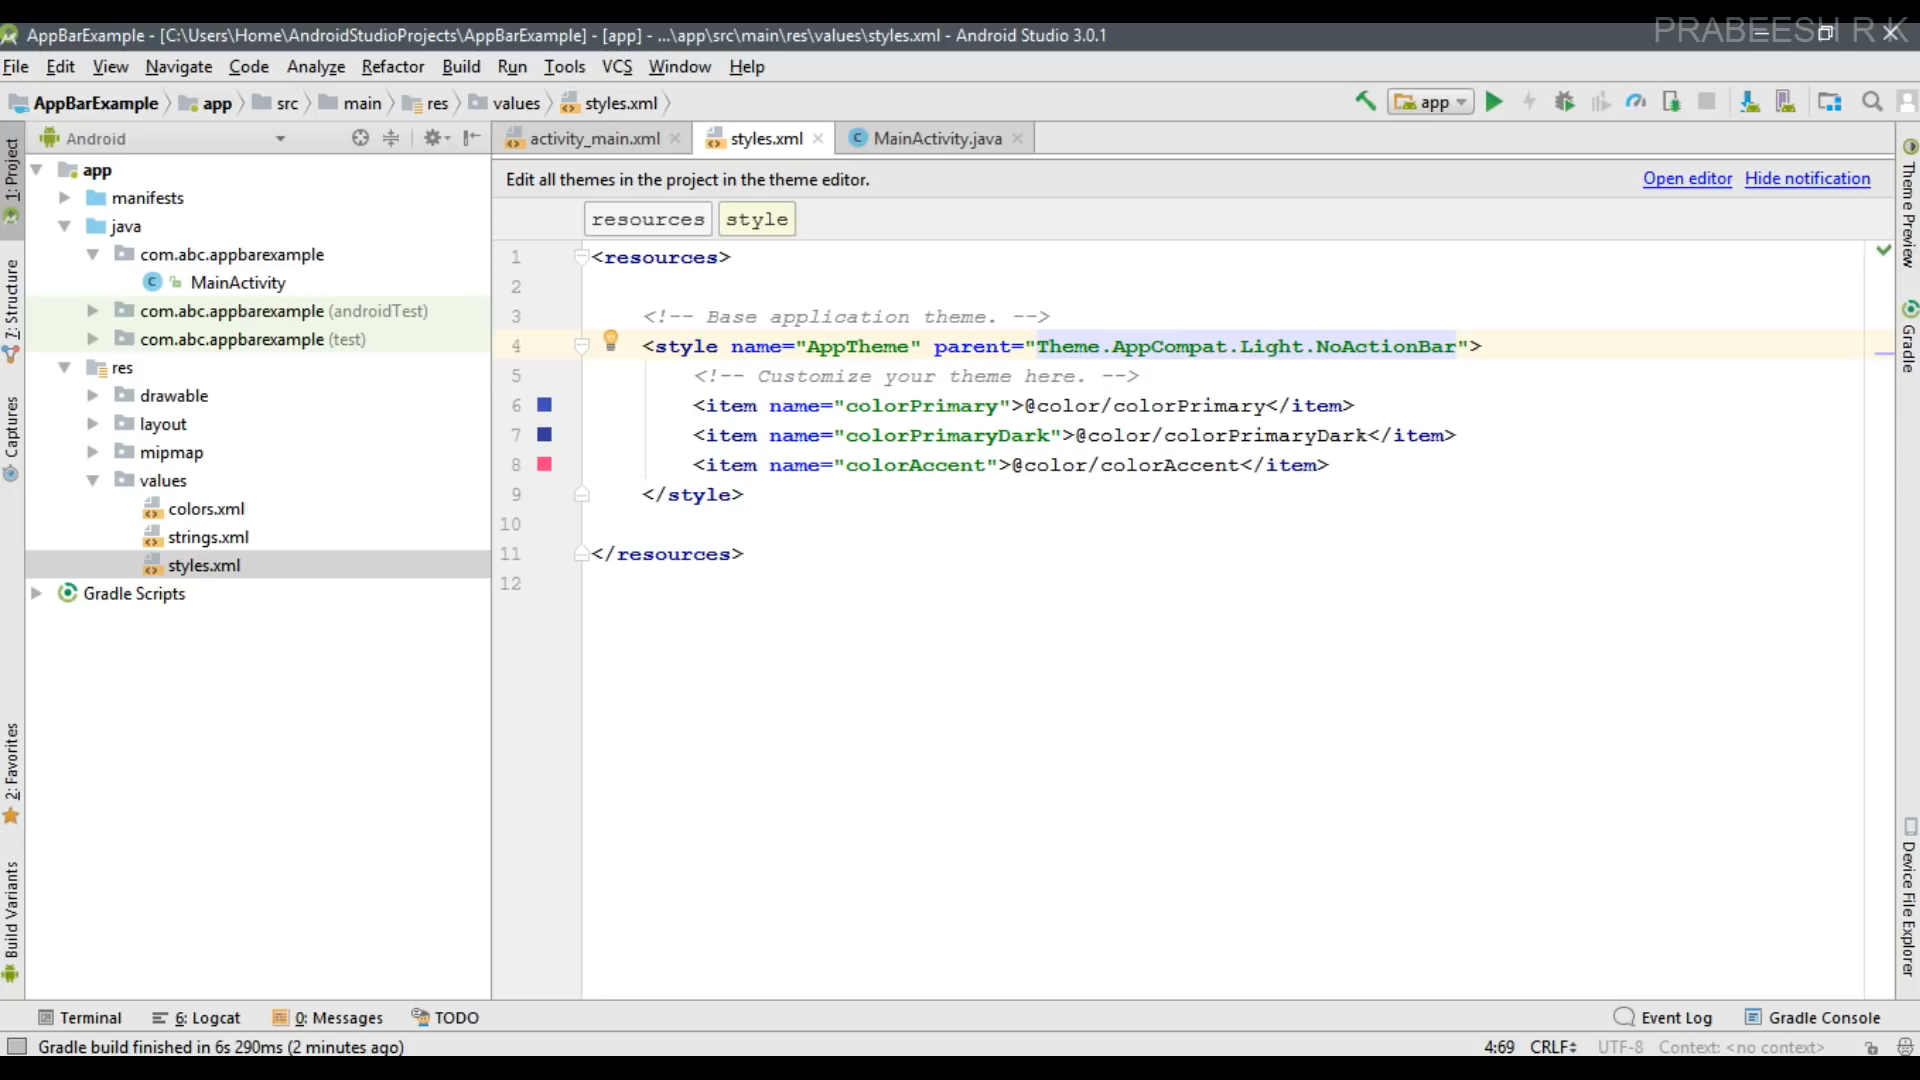 PRABEESH R K
AppBarExample - [C:\Users\Home\AndroidStudioProjects\AppBarExample] - [app] - ...\app\src\main\res\values\styles.xml - Android Studio 3.0.1
File Edit View Navigate Code Analyze Refactor Build Run Tools VCS Window Help
AppBarExample app src main res values styles.xml
app
Android
activity_main.xml styles.xml MainActivity.java
Edit all themes in the project in the theme editor. Open editor Hide notification
resources style
1: Project
7: Structure
Captures
2: Favorites
Build Variants
app
manifests
java
com.abc.appbarexample
MainActivity
com.abc.appbarexample (androidTest)
com.abc.appbarexample (test)
res
drawable
layout
mipmap
values
colors.xml
strings.xml
styles.xml
Gradle Scripts
1 <resources>
2
3 <!-- Base application theme. -->
4 <style name="AppTheme" parent="Theme.AppCompat.Light.NoActionBar">
5 <!-- Customize your theme here. -->
6 <item name="colorPrimary">@color/colorPrimary</item>
7 <item name="colorPrimaryDark">@color/colorPrimaryDark</item>
8 <item name="colorAccent">@color/colorAccent</item>
9 </style>
10
11 </resources>
12
Theme Preview
Gradle
Device File Explorer
Terminal 6: Logcat 0: Messages TODO Event Log Gradle Console
Gradle build finished in 6s 290ms (2 minutes ago) 4:69 CRLF UTF-8 Context: <no context>